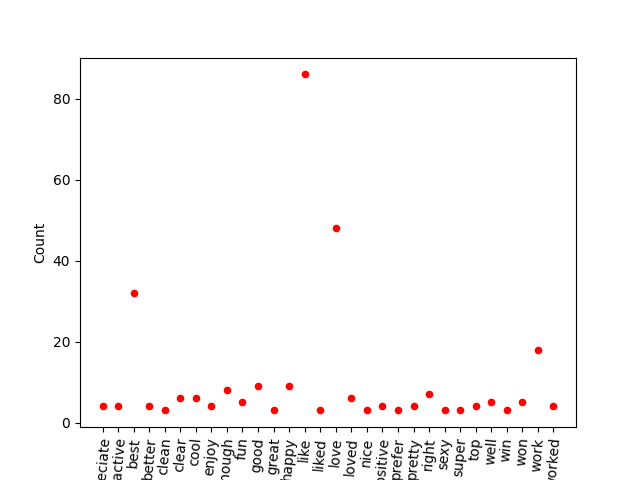 80
60
40
20
0
Count
eciate
active
best
better
clean
clear
cool
enjoy
nough
fun
good
great
happy
like
liked
love
loved
nice
ositive
prefer
pretty
right
sexy
super
top
well
win
won
work
orked